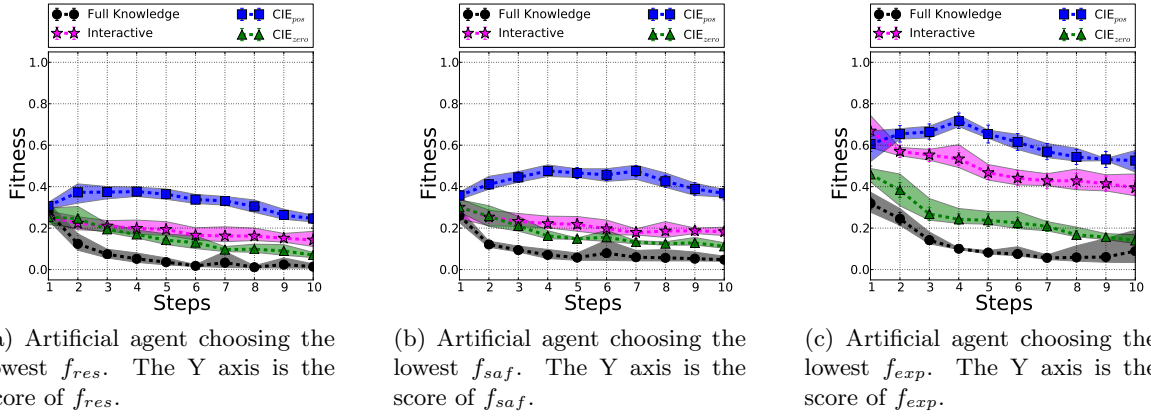 Full Knowledge
Interactive
CIE_pos
CIE_zero
1.0
0.8
0.6
0.4
0.2
0.0
Fitness
1 2 3 4 5 6 7 8 9 10
Steps
) Artificial agent choosing the
owest f_res. The Y axis is the
core of f_res.
Full Knowledge
Interactive
CIE_pos
CIE_zero
1.0
0.8
0.6
0.4
0.2
0.0
Fitness
1 2 3 4 5 6 7 8 9 10
Steps
(b) Artificial agent choosing the
lowest f_saf. The Y axis is the
score of f_saf.
Full Knowledge
Interactive
CIE_pos
CIE_zero
1.0
0.8
0.6
0.4
0.2
0.0
Fitness
1 2 3 4 5 6 7 8 9 10
Steps
(c) Artificial agent choosing the
lowest f_exp. The Y axis is the
score of f_exp.